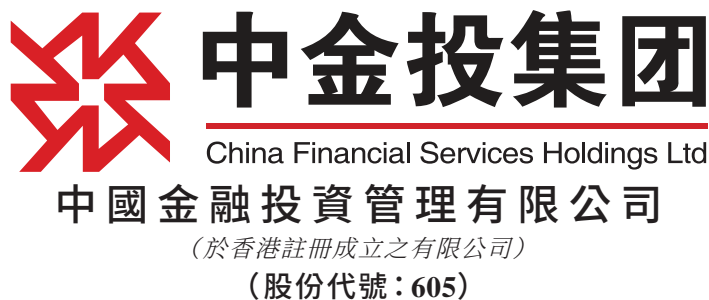 中金投集团
China Financial Services Holdings Ltd
中國金融投資管理有限公司
（於香港註冊成立之有限公司）
（股份代號：605）